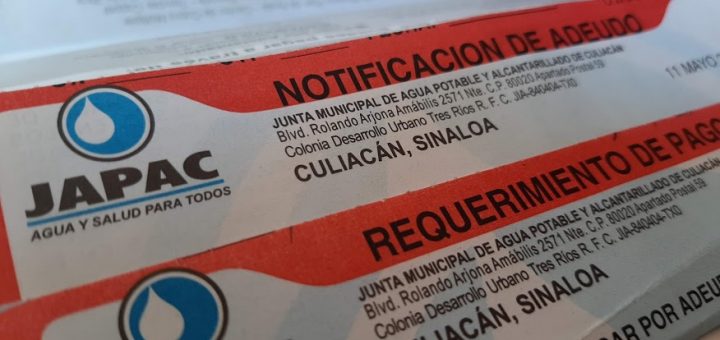 NOTIFICACION DE ADEUDO
JUNTA MUNICIPAL DE AGUA POTABLE Y ALCANTARILLADO DE CULIACÁN
Blvd. Rolando Arjona Amábilis 2571 Nte. C.P. 80020 Apartado Postal 59
Colonia Desarrollo Urbano Tres Ríos R. F. C. JIA-840404-TX0
CULIACÁN, SINALOA
11 MAYO
JAPAC
AGUA Y SALUD PARA TODOS
REQUERIMIENTO DE PAGO
JUNTA MUNICIPAL DE AGUA POTABLE Y ALCANTARILLADO DE CULIACÁN
Blvd. Rolando Arjona Amábilis 2571 Nte. C.P. 80020 Apartado Postal 59
Colonia Desarrollo Urbano Tres Ríos R. F. C. JIA-840404-TX0
CULIACÁN, SINALOA
POR ADEU